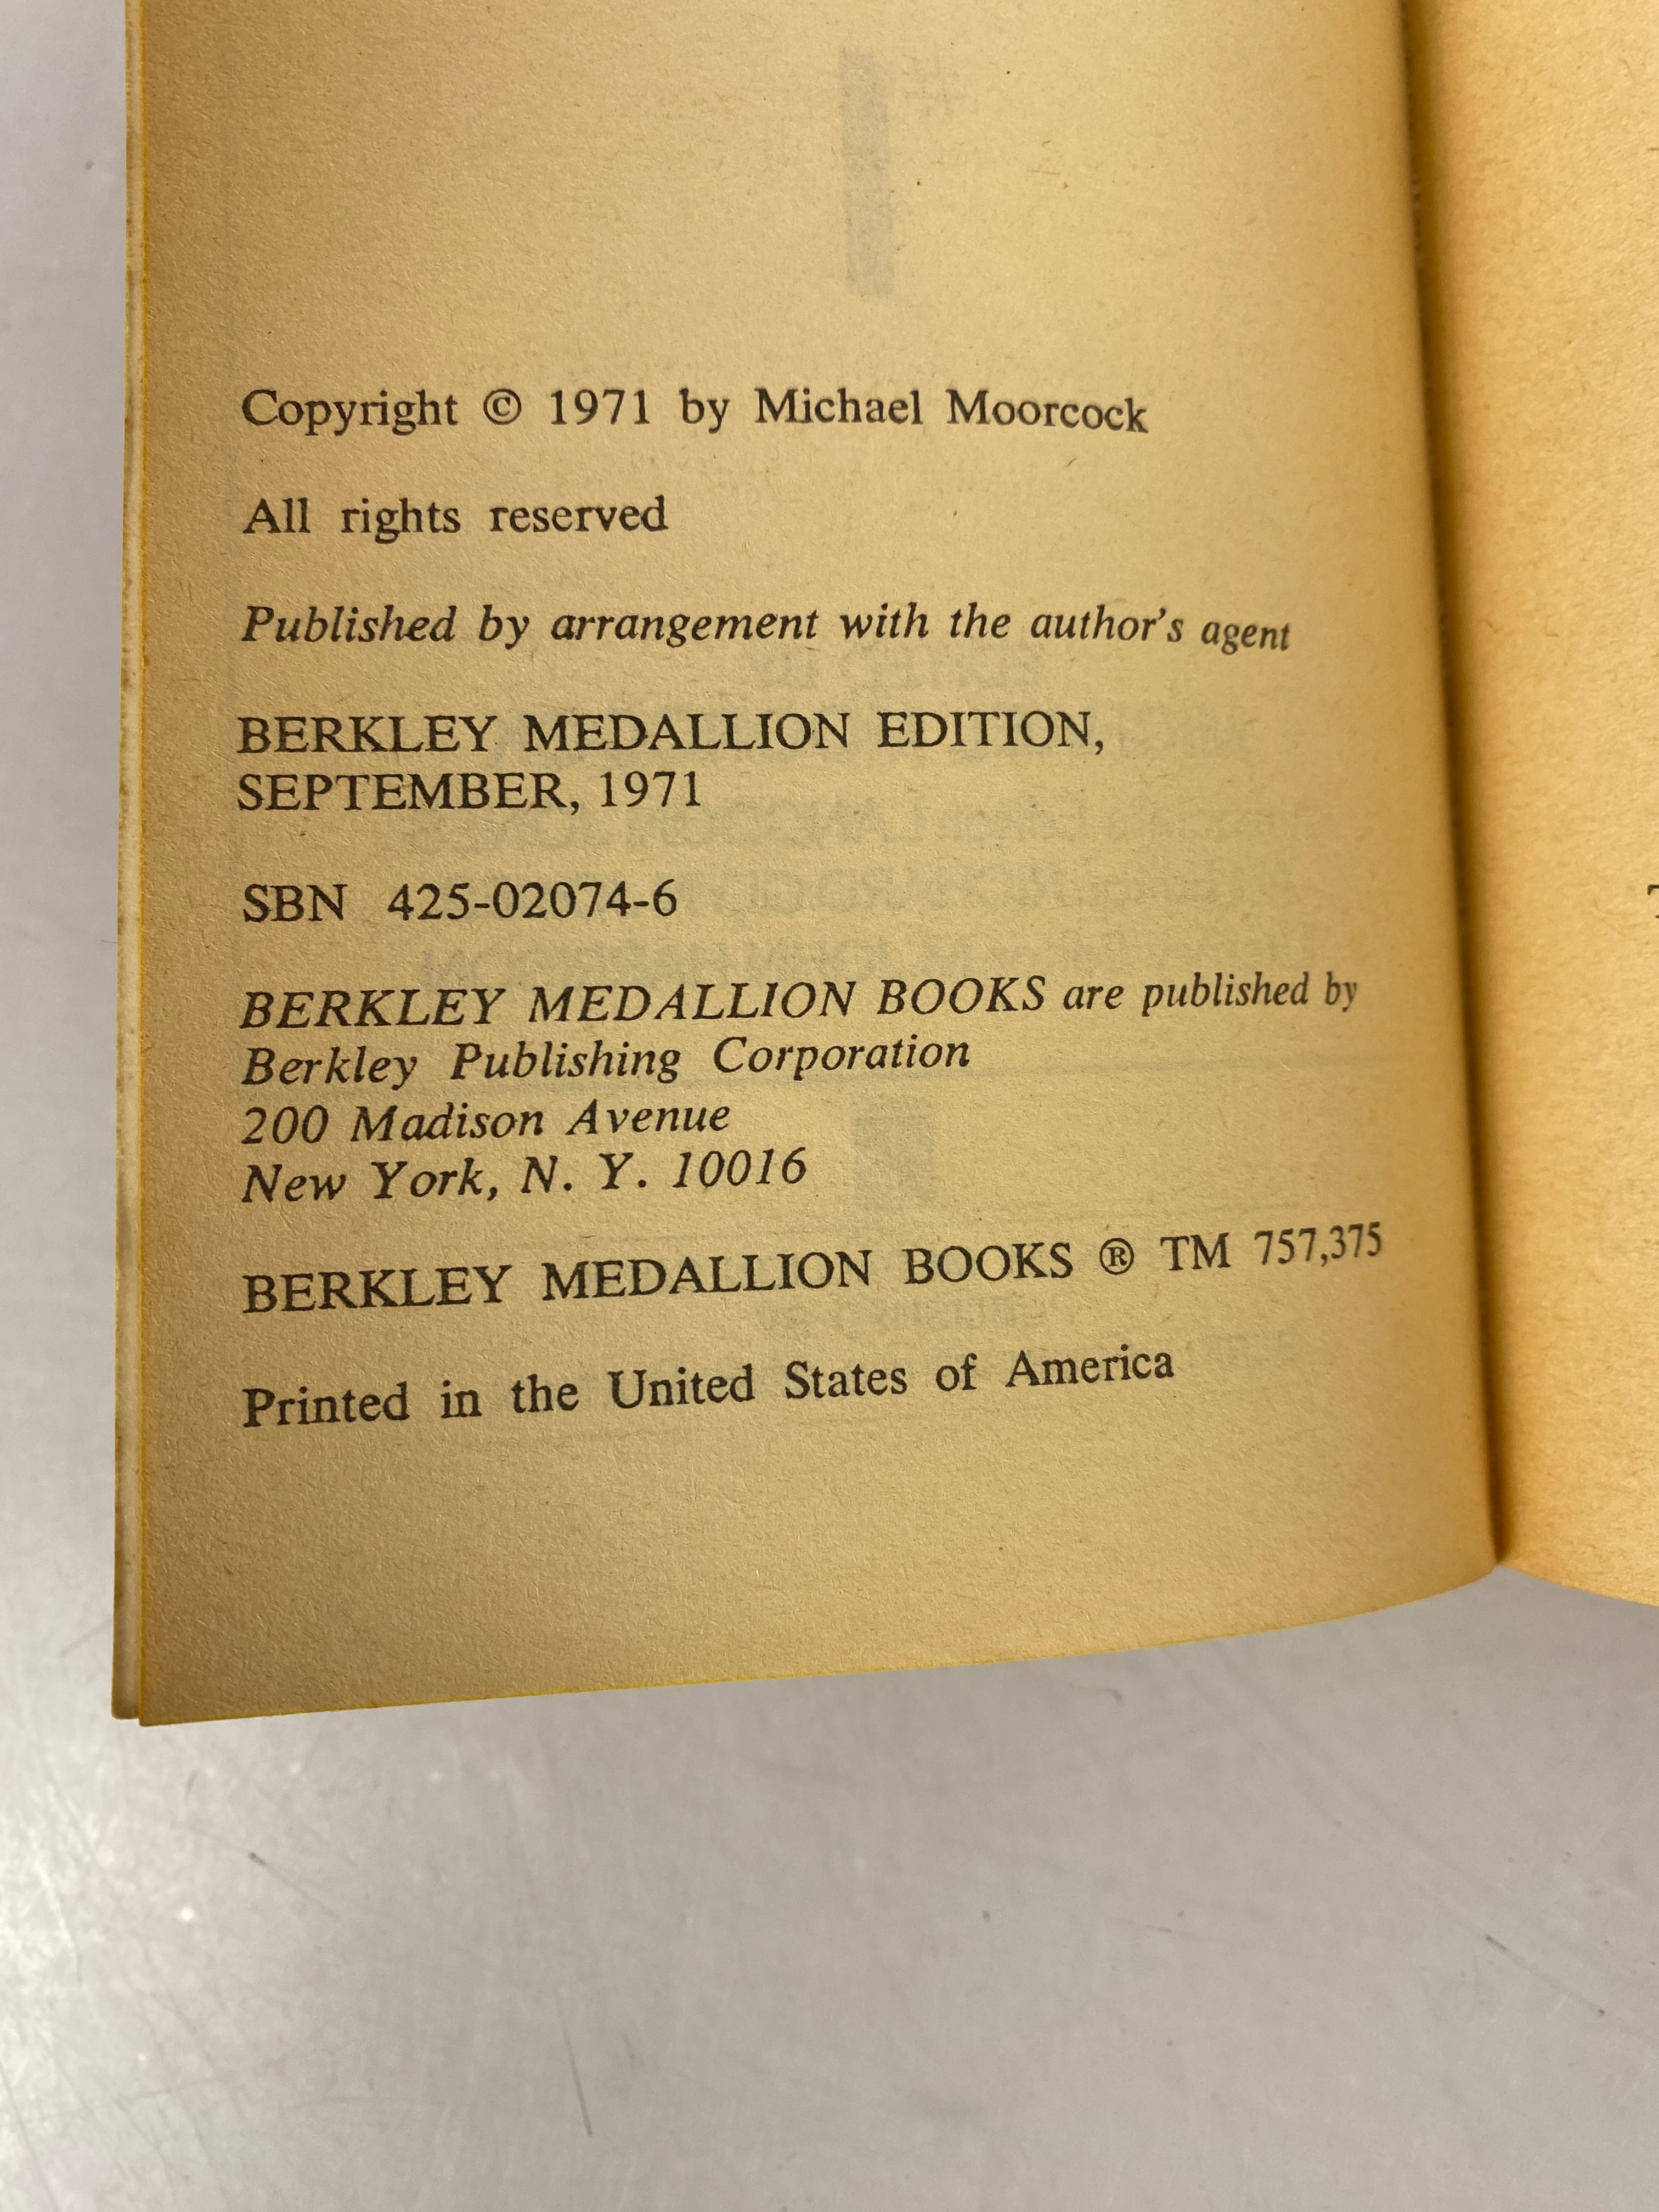 Copyright © 1971 by Michael Moorcock
All rights reserved
Published by arrangement with the author's agent
BERKLEY MEDALLION EDITION,
SEPTEMBER, 1971
SBN 425-02074-6
BERKLEY MEDALLION BOOKS are published by
Berkley Publishing Corporation
200 Madison Avenue
New York, N. Y. 10016
BERKLEY MEDALLION BOOKS ® TM 757,375
Printed in the United States of America